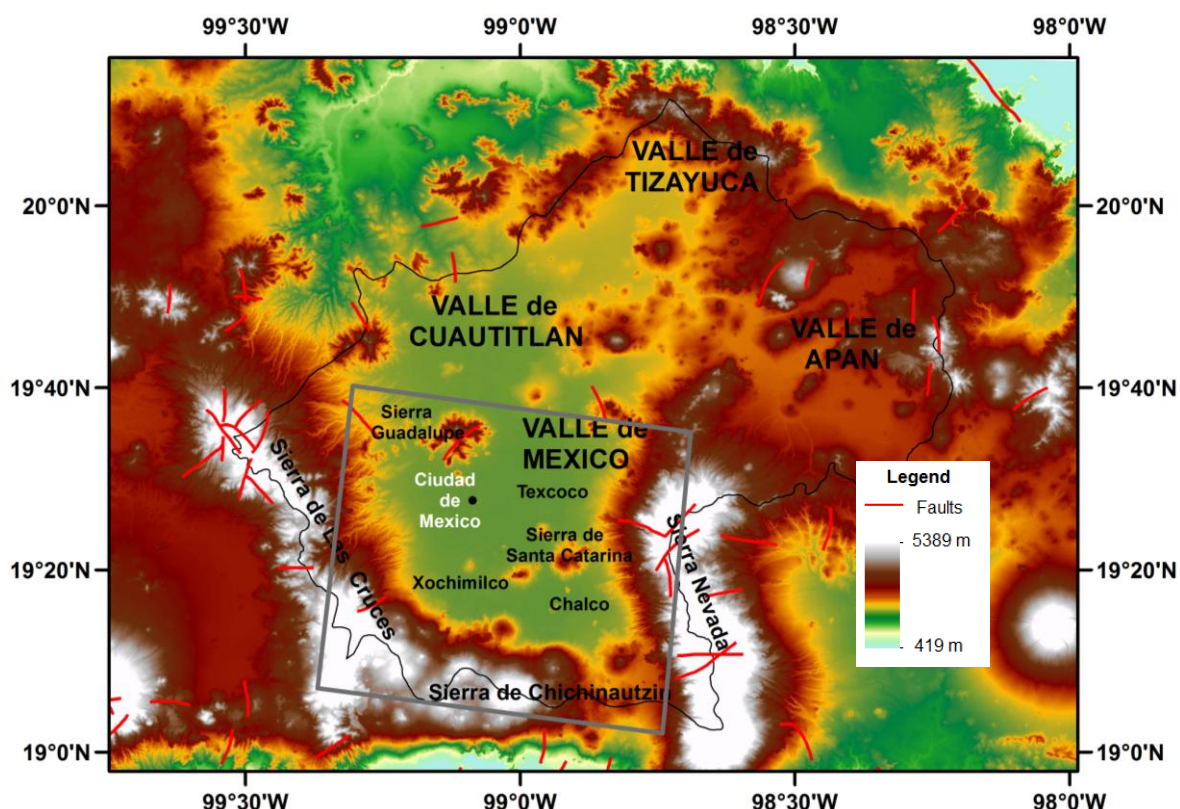 99°30'W 99°0'W 98°30'W 98°0'W
VALLE de
TIZAYUCA
20°0'N 20°0'N
VALLE de
CUAUTITLAN
VALLE de
APAN
19°40'N 19°40'N
Sierra
Guadalupe
VALLE de
MEXICO
Ciudad
de
Mexico
Texcoco
Sierra de
Santa Catarina
Xochimilco
Chalco
Sierra de Las Cruces
Sierra Nevada
Sierra de Chichinautzin
Legend
Faults
5389 m
419 m
19°20'N 19°20'N
19°0'N 19°0'N
99°30'W 99°0'W 98°30'W 98°0'W